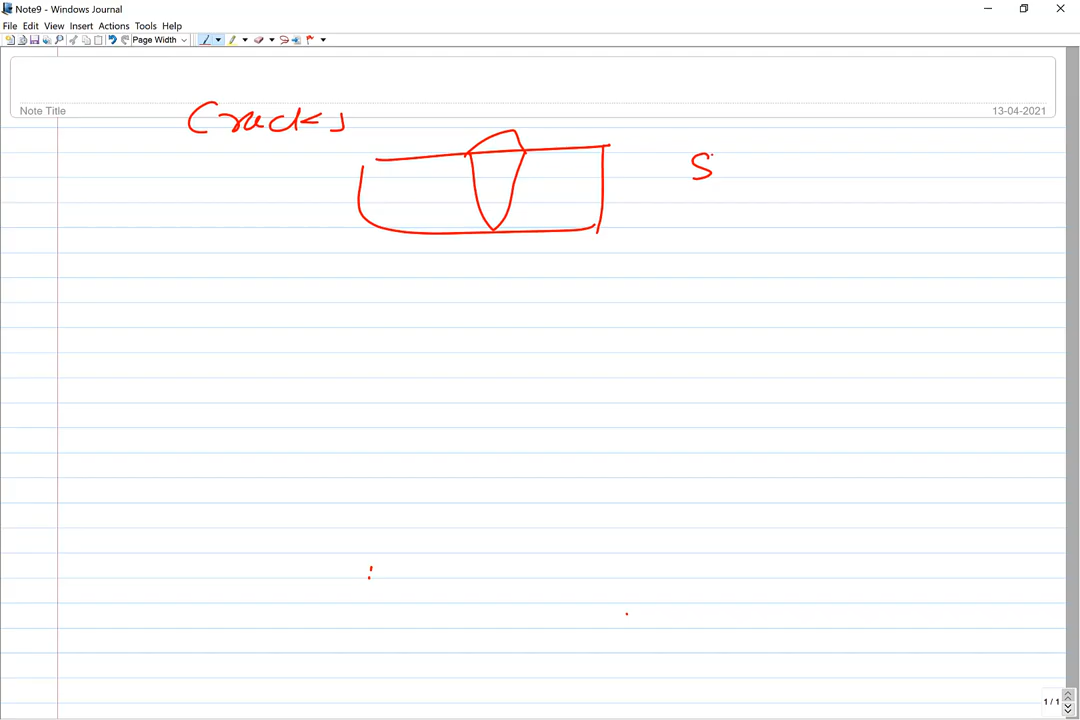 Note9 - Windows Journal
File Edit View Insert Actions Tools Help
Page Width
Note Title
13-04-2021
Cracks
S
1 / 1